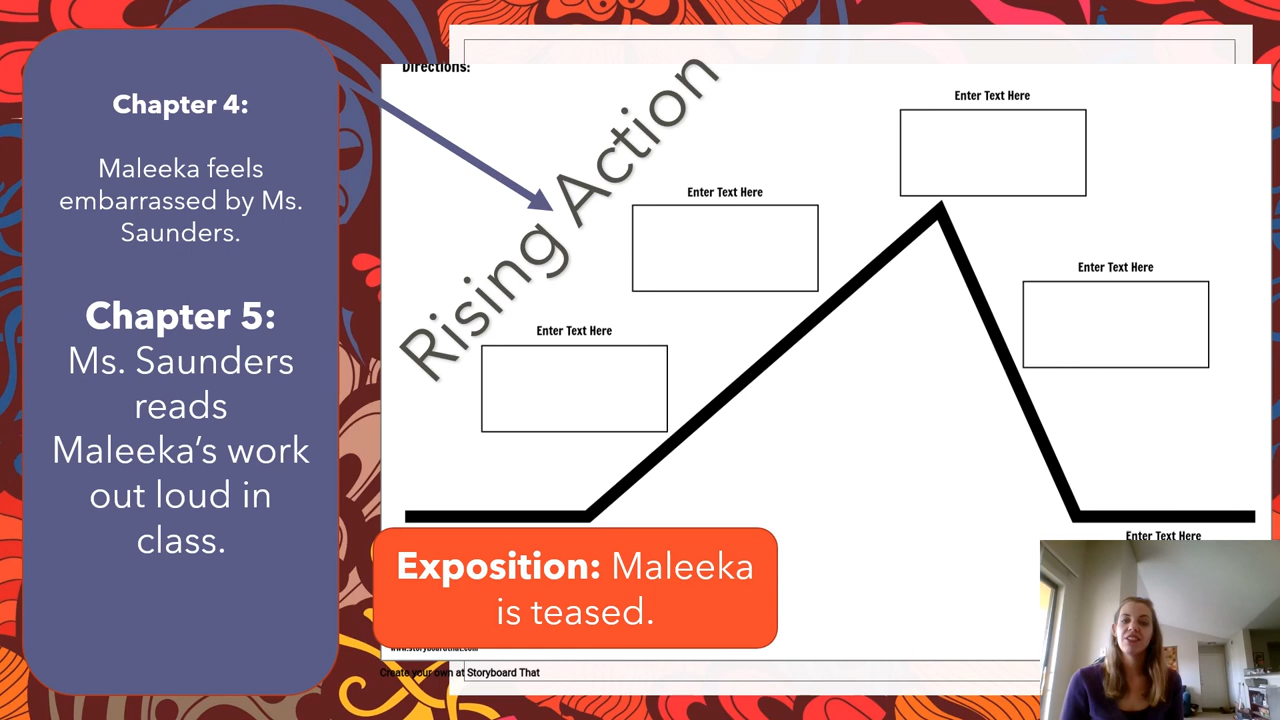 Chapter 4:
Maleeka feels
embarrassed by Ms.
Saunders.
Chapter 5:
Ms. Saunders
reads
Maleeka’s work
out loud in
class.
Directions:
Rising Action
Enter Text Here
Enter Text Here
Enter Text Here
Enter Text Here
Enter Text Here
Exposition: Maleeka
is teased.
www.storyboardthat.com
Create your own at Storyboard That